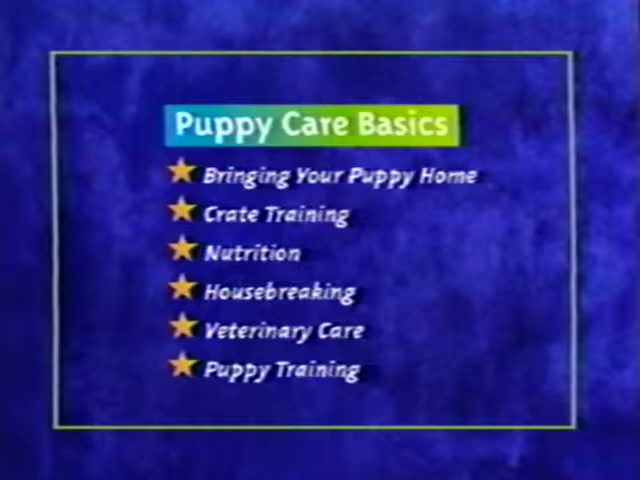 Puppy Care Basics
Bringing Your Puppy Home
Crate Training
Nutrition
Housebreaking
Veterinary Care
Puppy Training